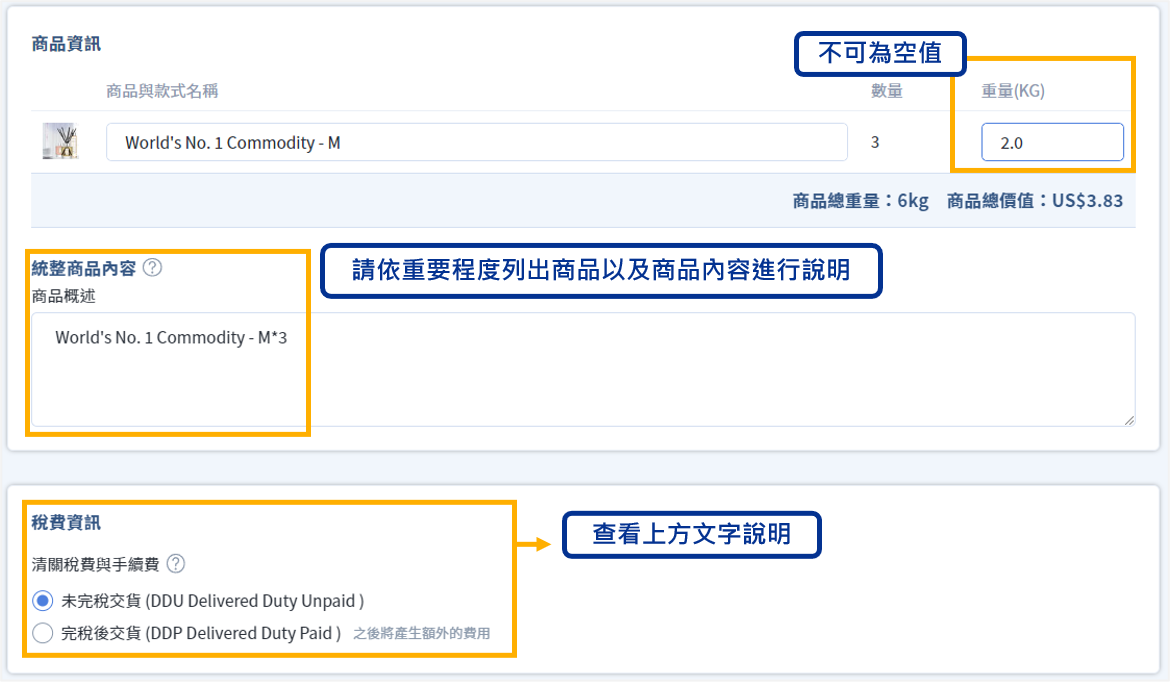 商品資訊
不可為空值
商品與款式名稱 數量 重量(KG)
World's No. 1 Commodity - M 3 2.0
商品總重量：6kg 商品總價值：US$3.83
統整商品內容 ?
請依重要程度列出商品以及商品內容進行說明
商品概述
World's No. 1 Commodity - M*3
稅費資訊
查看上方文字說明
清關稅費與手續費 ?
未完稅交貨 (DDU Delivered Duty Unpaid )
完稅後交貨 (DDP Delivered Duty Paid ) 之後將產生額外的費用